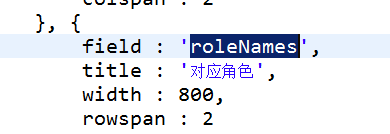 colspan : 2
}, {
field : 'roleNames',
title : '对应角色',
width : 800,
rowspan : 2